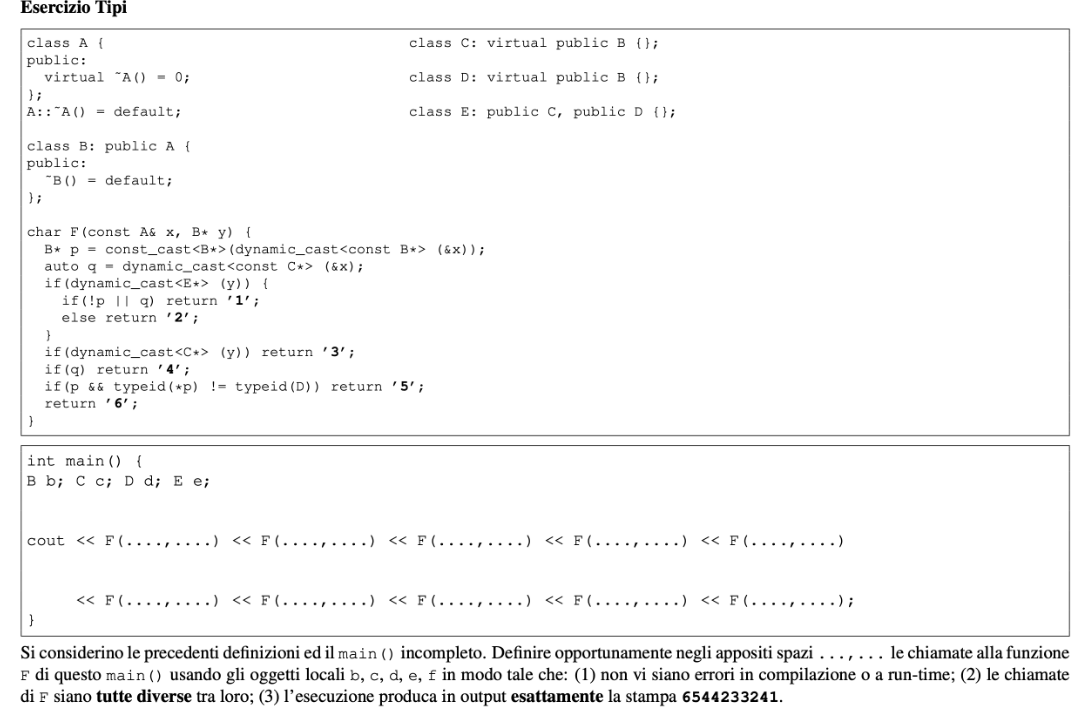 Esercizio Tipi
class A {
public:
  virtual ~A() = 0;
};
A::~A() = default;
class B: public A {
public:
  ~B() = default;
};
class C: virtual public B {};
class D: virtual public B {};
class E: public C, public D {};
char F(const A& x, B* y) {
  B* p = const_cast<B*>(dynamic_cast<const B*> (&x));
  auto q = dynamic_cast<const C*> (&x);
  if(dynamic_cast<E*> (y)) {
    if(!p || q) return '1';
    else return '2';
  }
  if(dynamic_cast<C*> (y)) return '3';
  if(q) return '4';
  if(p && typeid(*p) != typeid(D)) return '5';
  return '6';
}
int main() {
B b; C c; D d; E e;
cout << F(....,....) << F(....,....) << F(....,....) << F(....,....) << F(....,....)
     << F(....,....) << F(....,....) << F(....,....) << F(....,....) << F(....,....);
}
Si considerino le precedenti definizioni ed il main() incompleto. Definire opportunamente negli appositi spazi ...,... le chiamate alla funzione
F di questo main() usando gli oggetti locali b, c, d, e, f in modo tale che: (1) non vi siano errori in compilazione o a run-time; (2) le chiamate
di F siano tutte diverse tra loro; (3) l'esecuzione produca in output esattamente la stampa 6544233241.